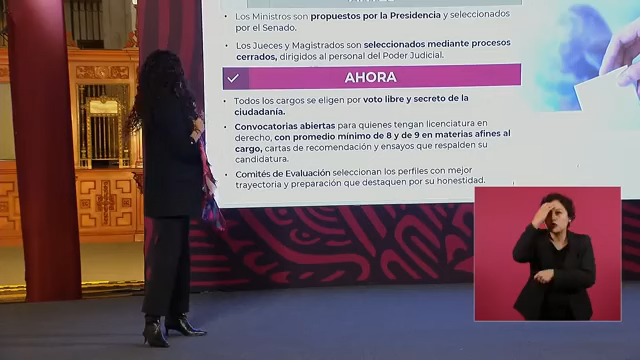 • Los Ministros son propuestos por la Presidencia y seleccionados
por el Senado.
• Los Jueces y Magistrados son seleccionados mediante procesos
cerrados, dirigidos al personal del Poder Judicial.
AHORA
• Todos los cargos se eligen por voto libre y secreto de la
ciudadanía.
• Convocatorias abiertas para quienes tengan licenciatura en
derecho, con promedio mínimo de 8 y de 9 en materias afines al
cargo, cartas de recomendación y ensayos que respalden su
candidatura.
• Comités de Evaluación seleccionan los perfiles con mejor
trayectoria y preparación que destaquen por su honestidad.